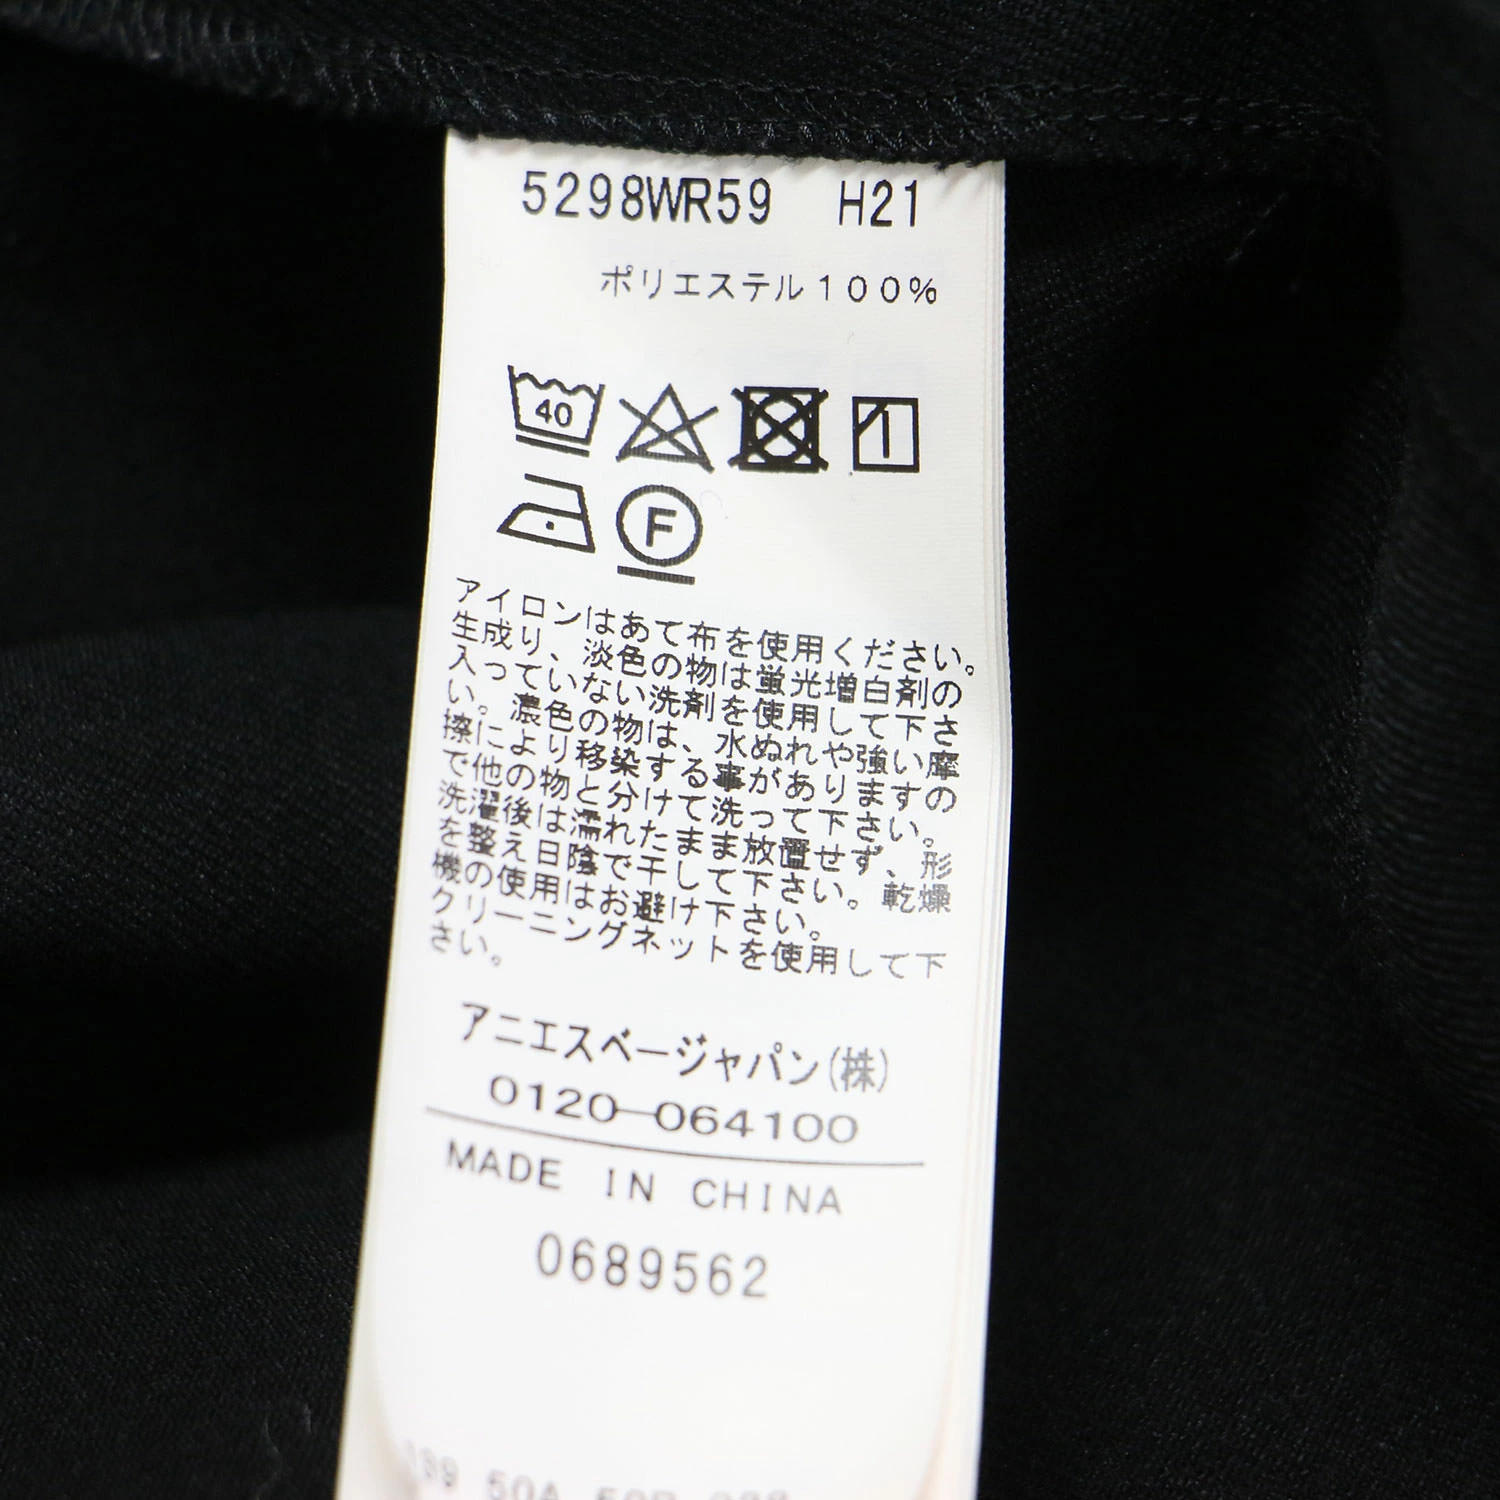 5298WR59 H21
ポリエステル100%
40
F
アイロンはあて布を使用ください。
生成り、淡色の物は蛍光増白剤の
入っていない洗剤を使用して下さ
い。濃色の物は、水ぬれや強い摩
擦により移染する事があります。
で他の物と分けて洗って下さい。
洗濯後は濡れたまま放置せず、形
を整え日陰で干して下さい。乾燥
機の使用はお避け下さい。
クリーニングネットを使用して下
さい。
アニエスベージャパン(株)
0120-064100
MADE IN CHINA
0689562